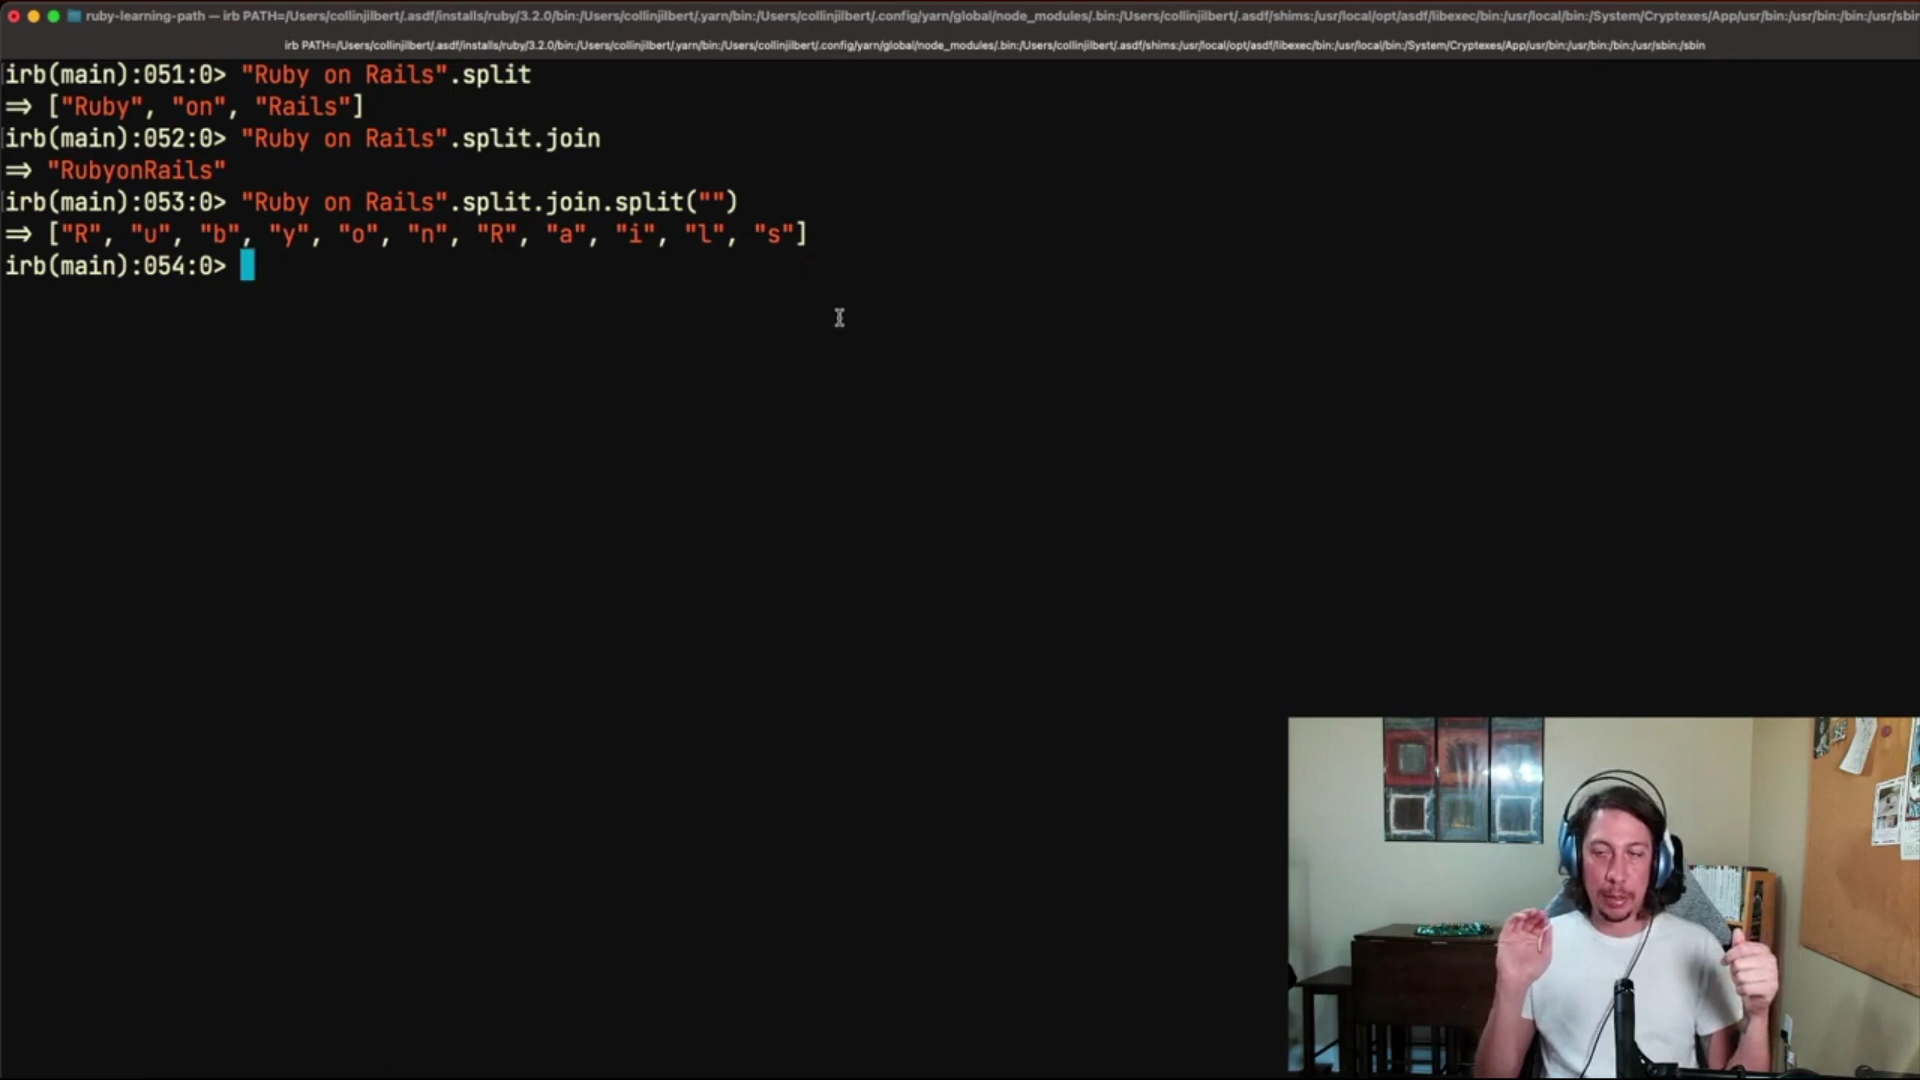 ruby-learning-path — irb PATH=/Users/collinjilbert/.asdf/installs/ruby/3.2.0/bin:/Users/collinjilbert/.yarn/bin:/Users/collinjilbert/.config/yarn/global/node_modules/.bin:/Users/collinjilbert/.asdf/shims:/usr/local/opt/asdf/libexec/bin:/usr/local/bin:/System/Cryptexes/App/usr/bin:/usr/bin:/bin:/usr/sbin
irb PATH=/Users/collinjilbert/.asdf/installs/ruby/3.2.0/bin:/Users/collinjilbert/.yarn/bin:/Users/collinjilbert/.config/yarn/global/node_modules/.bin:/Users/collinjilbert/.asdf/shims:/usr/local/opt/asdf/libexec/bin:/usr/local/bin:/System/Cryptexes/App/usr/bin:/usr/bin:/bin:/usr/sbin:/sbin
irb(main):051:0> "Ruby on Rails".split
=> ["Ruby", "on", "Rails"]
irb(main):052:0> "Ruby on Rails".split.join
=> "RubyonRails"
irb(main):053:0> "Ruby on Rails".split.join.split("")
=> ["R", "u", "b", "y", "o", "n", "R", "a", "i", "l", "s"]
irb(main):054:0>